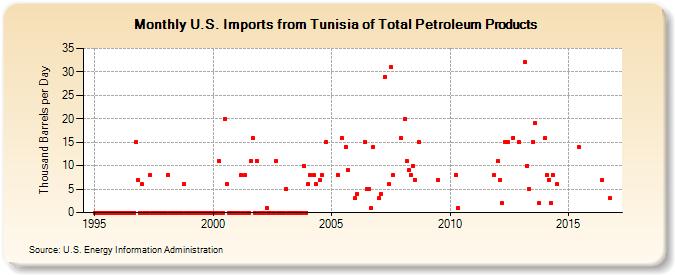 Monthly U.S. Imports from Tunisia of Total Petroleum Products
Thousand Barrels per Day
35
30
25
20
15
10
5
0
1995 2000 2005 2010 2015
Source: U.S. Energy Information Administration